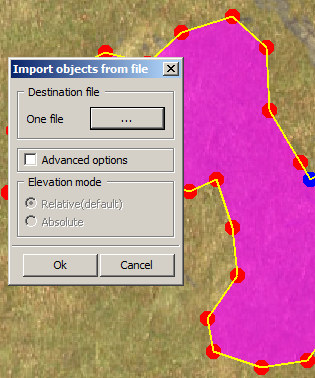 Import objects from file
Destination file
One file
...
Advanced options
Elevation mode
Relative(default)
Absolute
Ok
Cancel